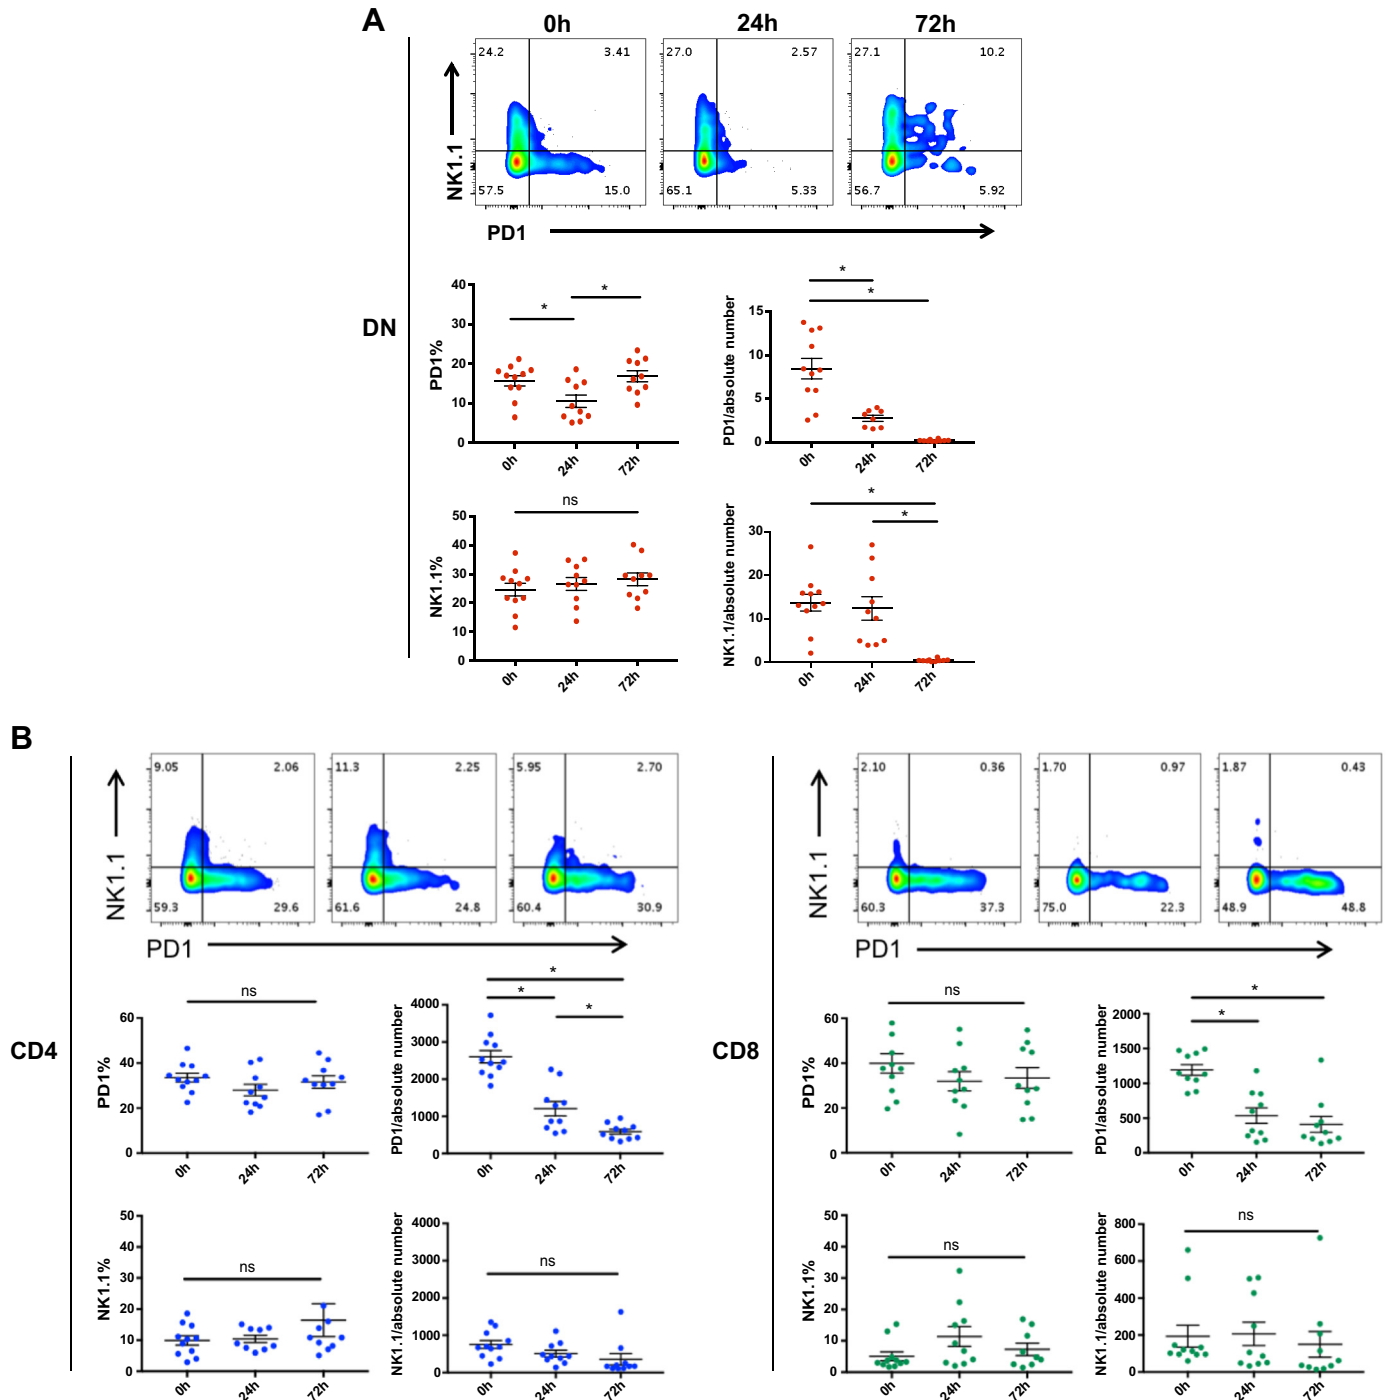 A
0h 24h 72h
24.2 3.41 27.0 2.57 27.1 10.2
NK1.1
57.5 15.0 65.1 5.33 56.7 5.92
PD1
DN
PD1%
40
30
20
10
0
* *
0h 24h 72h
PD1/absolute number
15
10
5
0
*
*
0h 24h 72h
NK1.1%
50
40
30
20
10
0
ns
0h 24h 72h
NK1.1/absolute number
30
20
10
0
*
*
0h 24h 72h
B
9.05 2.06 11.3 2.25 5.95 2.70
NK1.1
59.3 29.6 61.6 24.8 60.4 30.9
PD1
CD4
PD1%
60
40
20
0
ns
0h 24h 72h
PD1/absolute number
4000
3000
2000
1000
0
*
*
*
0h 24h 72h
NK1.1%
50
40
30
20
10
0
ns
0h 24h 72h
NK1.1/absolute number
4000
3000
2000
1000
0
ns
0h 24h 72h
2.10 0.36 1.70 0.97 1.87 0.43
NK1.1
60.3 37.3 75.0 22.3 48.9 48.8
PD1
CD8
PD1%
60
40
20
0
ns
0h 24h 72h
PD1/absolute number
2000
1500
1000
500
0
*
*
0h 24h 72h
NK1.1%
50
40
30
20
10
0
ns
0h 24h 72h
NK1.1/absolute number
800
600
400
200
0
ns
0h 24h 72h